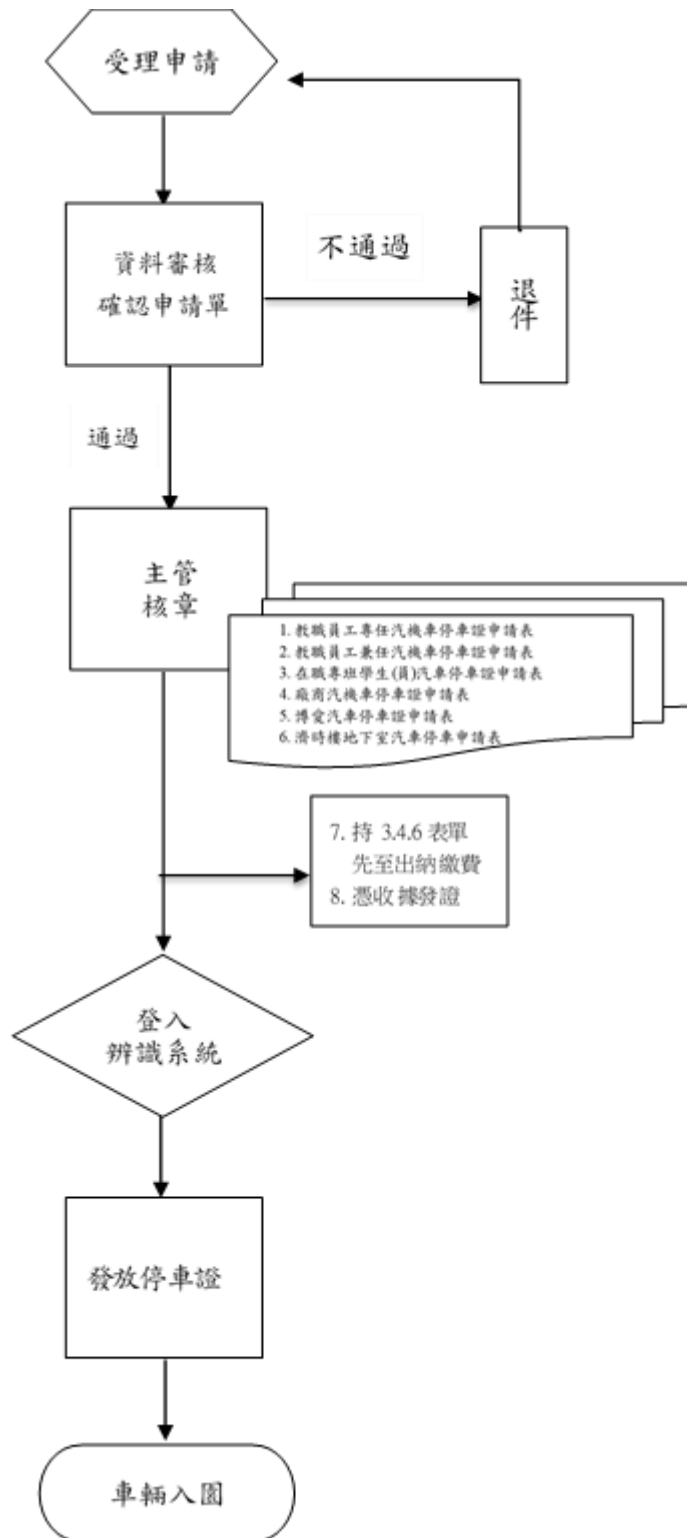 受理申請
資料審核
確認申請單
不通過
退
件
通過
主管
核章
1. 教職員工專任汽機車停車證申請表
2. 教職員工兼任汽機車停車證申請表
3. 在職專班學生(員)汽車停車證申請表
4. 廠商汽機車停車證申請表
5. 博愛汽車停車證申請表
6. 濟時樓地下室汽車停車申請表
7. 持 3.4.6 表單
先至出納繳費
8. 憑收據發證
登入
辨識系統
發放停車證
車輛入園